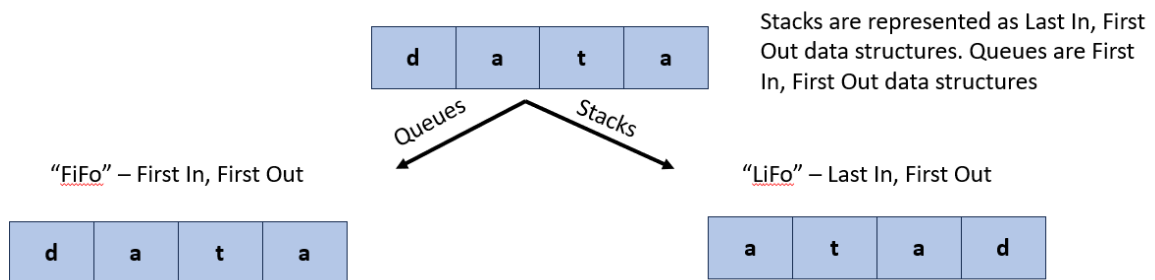 d a t a
Stacks are represented as Last In, First
Out data structures. Queues are First
In, First Out data structures
Queues
Stacks
“FiFo” – First In, First Out
“LiFo” – Last In, First Out
d a t a
a t a d